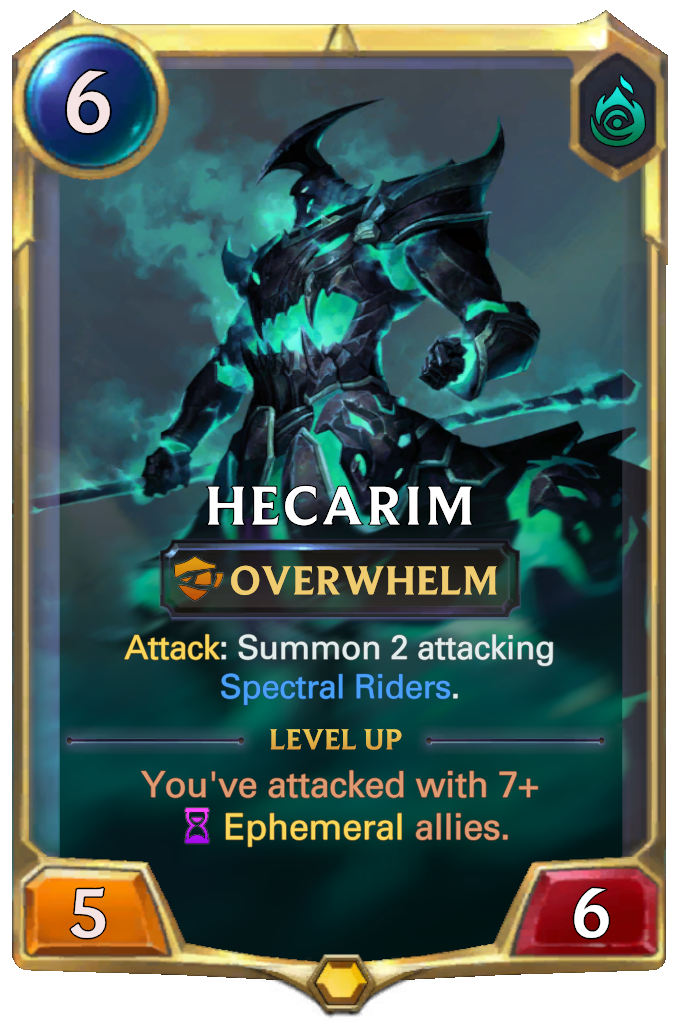 6
HECARIM
OVERWHELM
Attack: Summon 2 attacking
Spectral Riders.
LEVEL UP
You've attacked with 7+
Ephemeral allies.
5
6